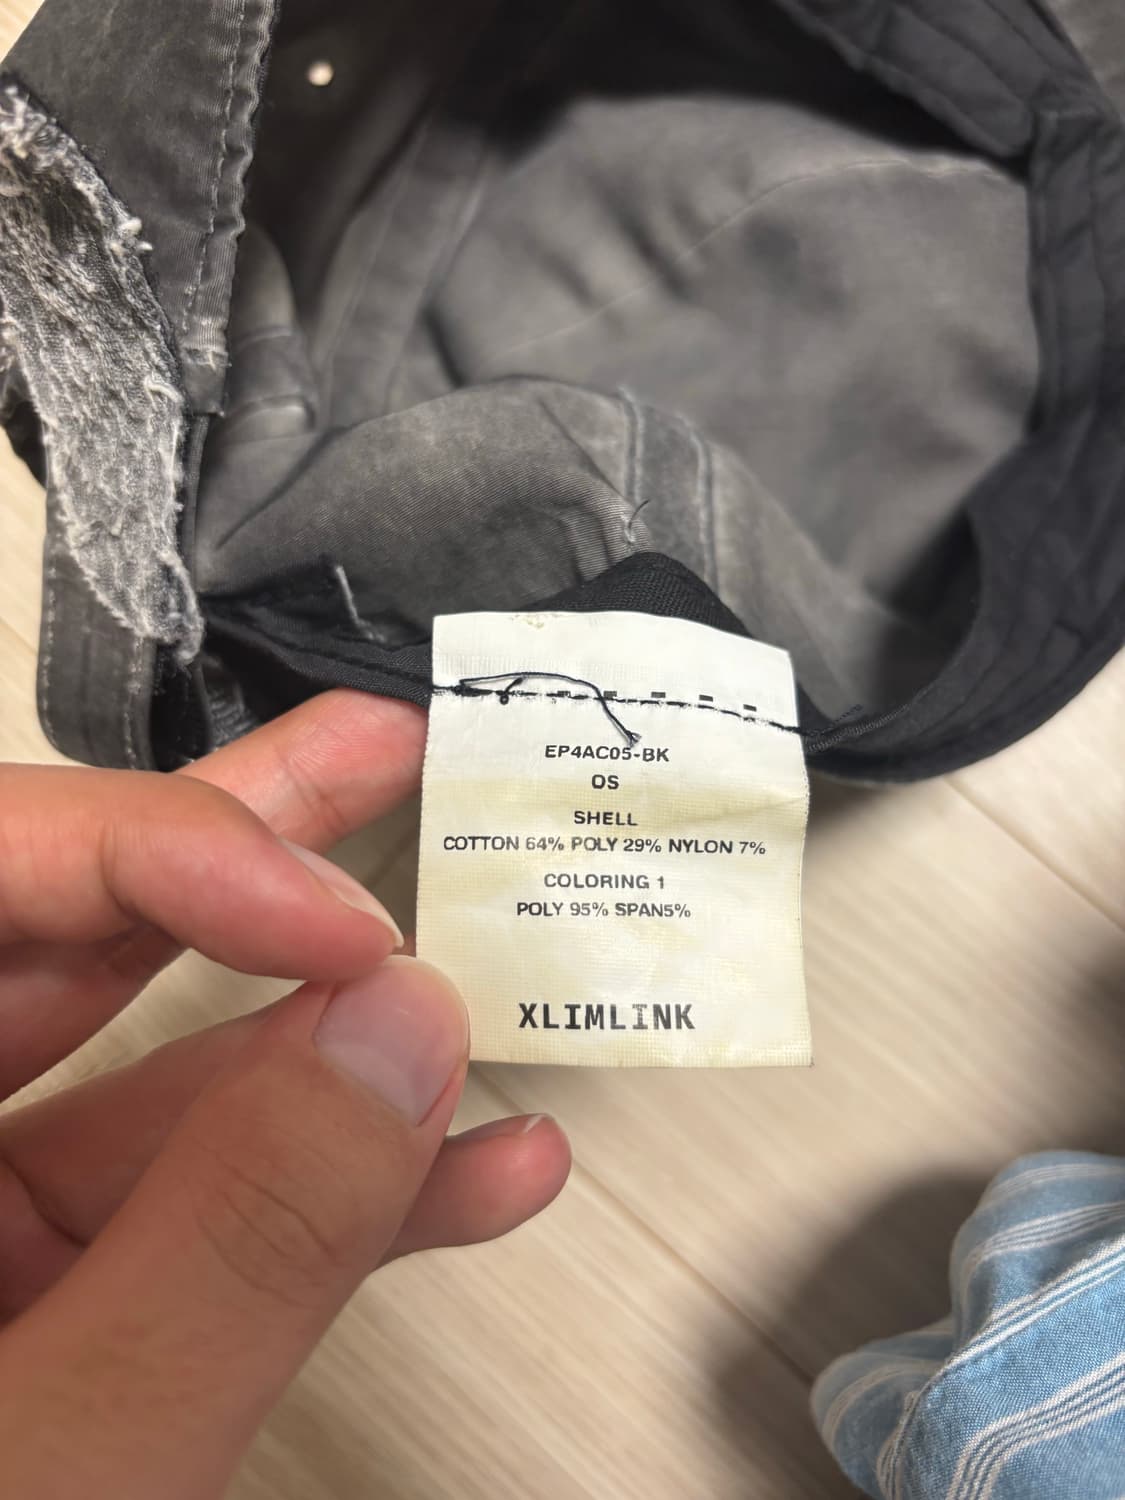 EP4AC05-BK
OS
SHELL
COTTON 64% POLY 29% NYLON 7%
COLORING 1
POLY 95% SPAN5%
XLIMLINK